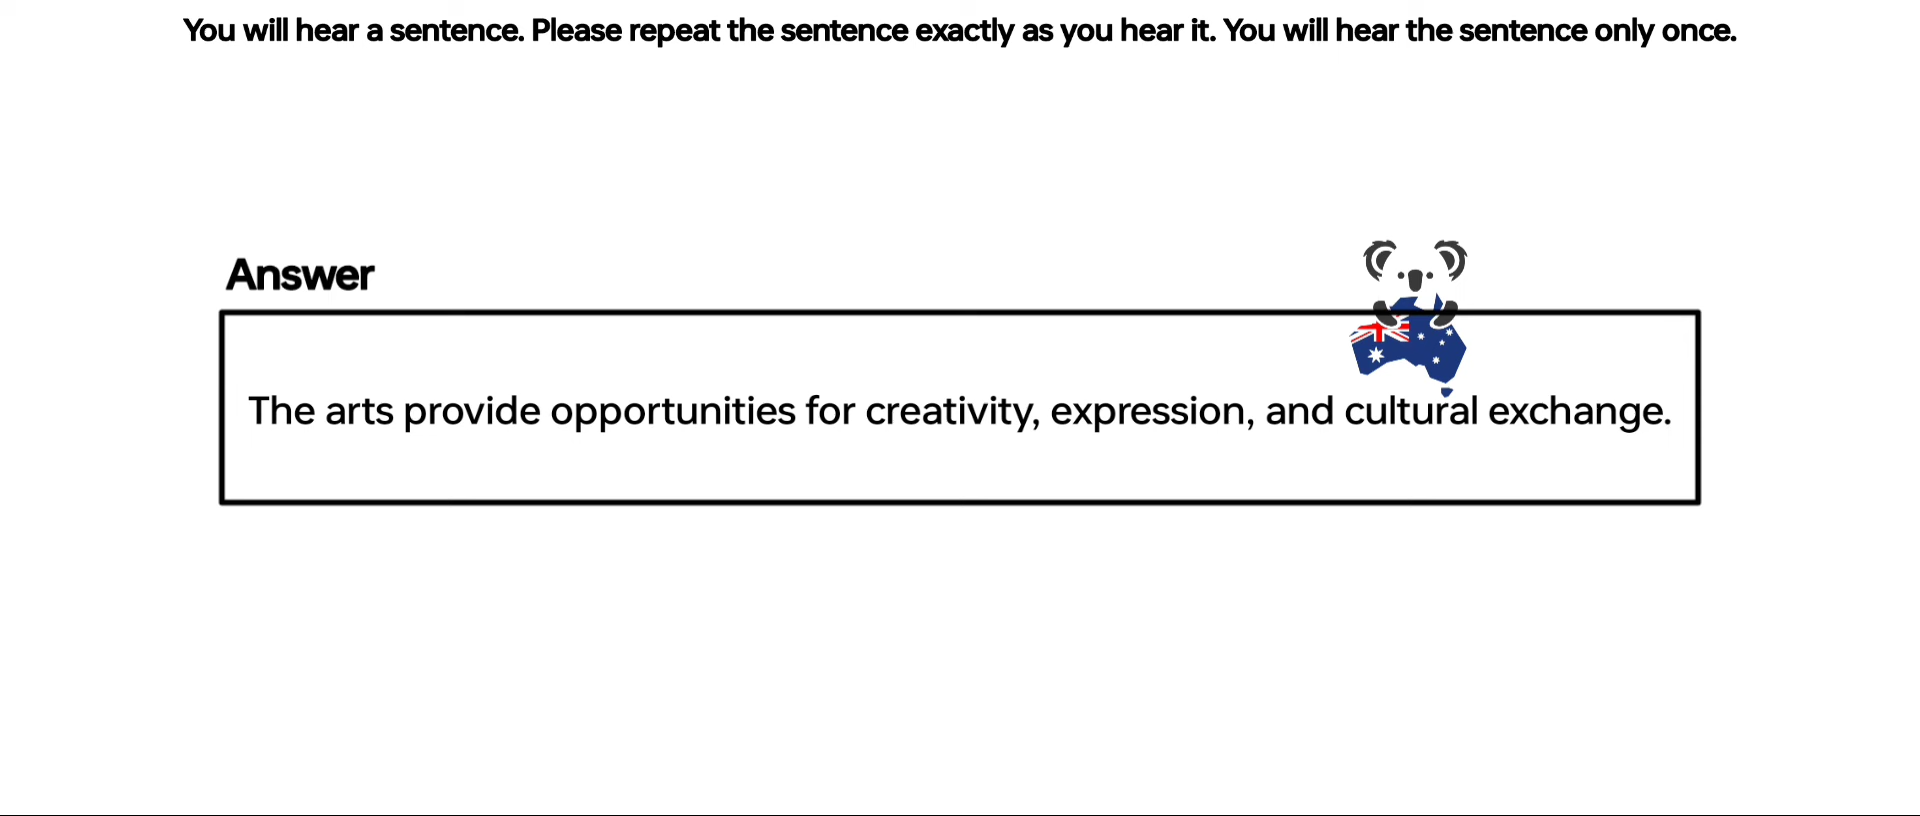 You will hear a sentence. Please repeat the sentence exactly as you hear it. You will hear the sentence only once.
Answer
The arts provide opportunities for creativity, expression, and cultural exchange.